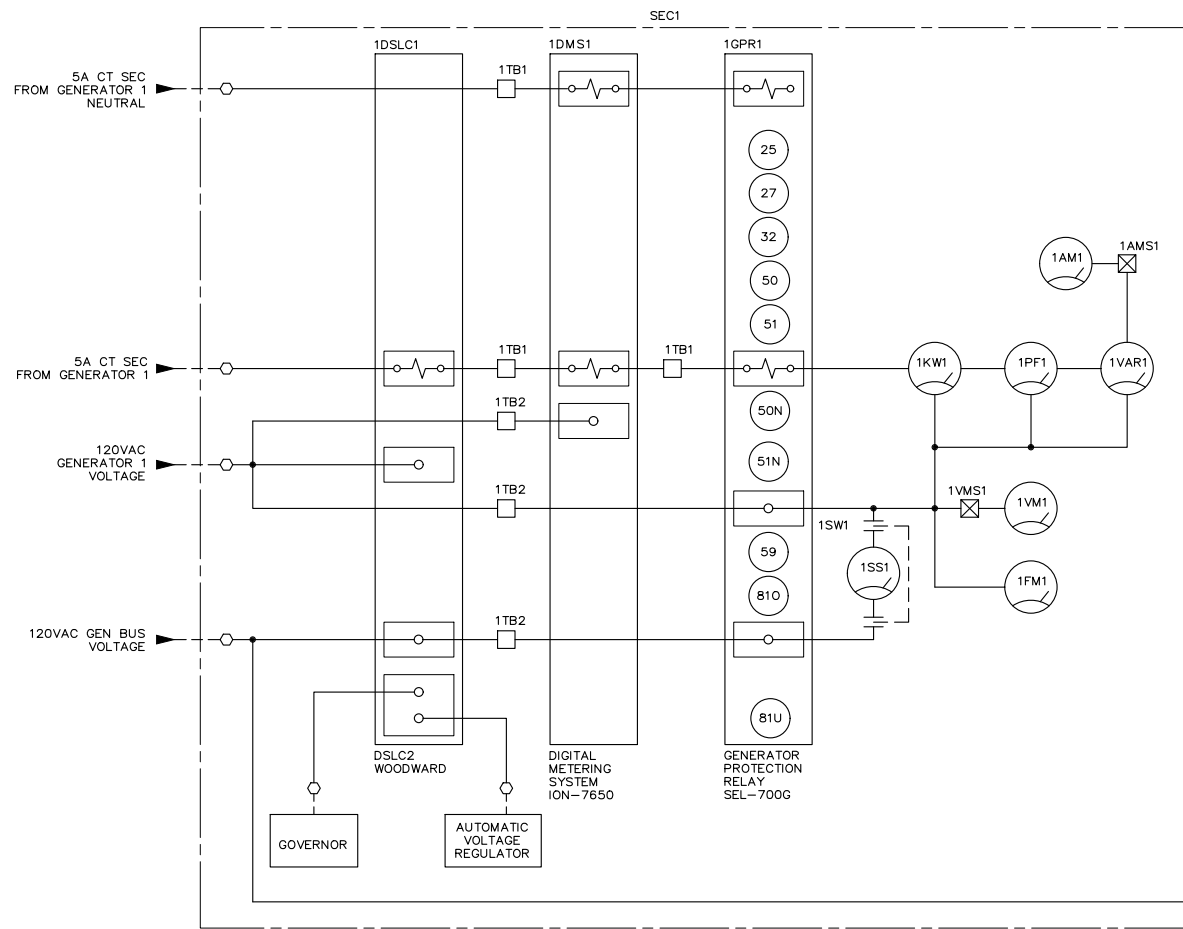 SEC1
1DSLC1
1DMS1
1GPR1
5A CT SEC
FROM GENERATOR 1
NEUTRAL
1TB1
25
27
32
50
51
1AM1
1AMS1
5A CT SEC
FROM GENERATOR 1
1TB1
1TB1
1KW1
1PF1
1VAR1
1TB2
50N
120VAC
GENERATOR 1
VOLTAGE
51N
1TB2
1SW1
1VMS1
1VM1
59
1SS1
81O
1FM1
120VAC GEN BUS
VOLTAGE
1TB2
81U
DSLC2
WOODWARD
DIGITAL
METERING
SYSTEM
ION-7650
GENERATOR
PROTECTION
RELAY
SEL-700G
GOVERNOR
AUTOMATIC
VOLTAGE
REGULATOR